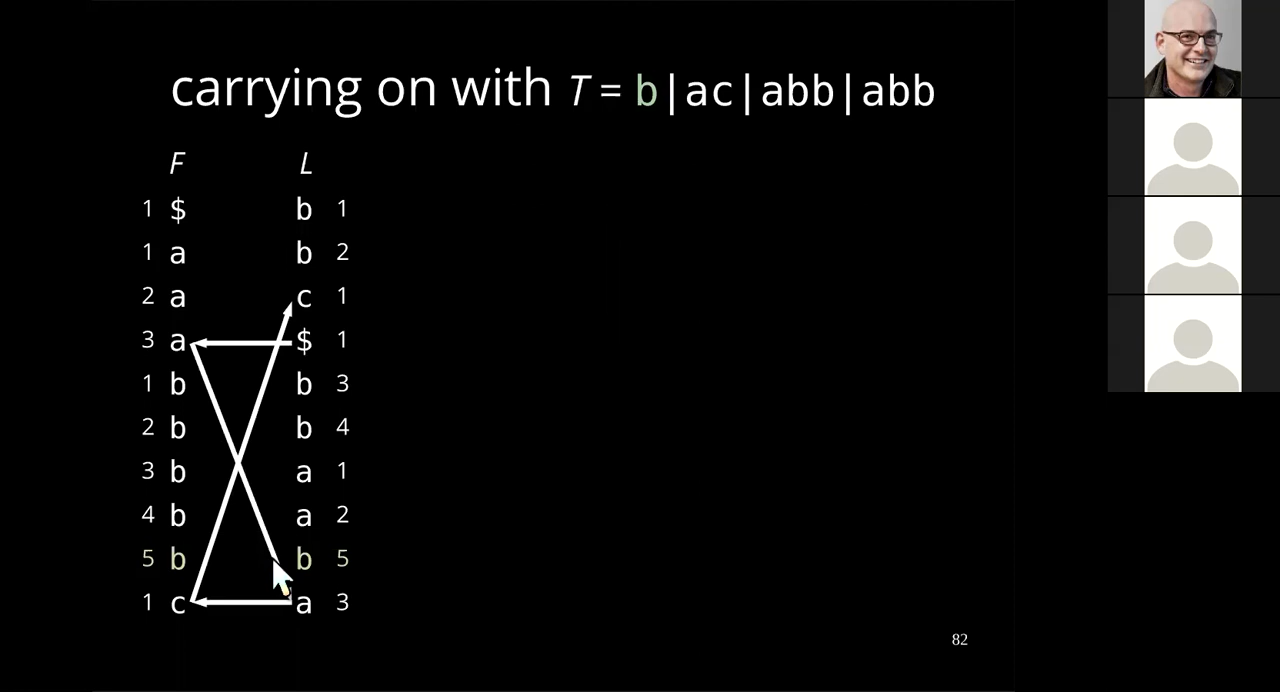 carrying on with T = b|ac|abb|abb
F L
1 $ b 1
1 a b 2
2 a c 1
3 a $ 1
1 b b 3
2 b b 4
3 b a 1
4 b a 2
5 b b 5
1 c a 3
82